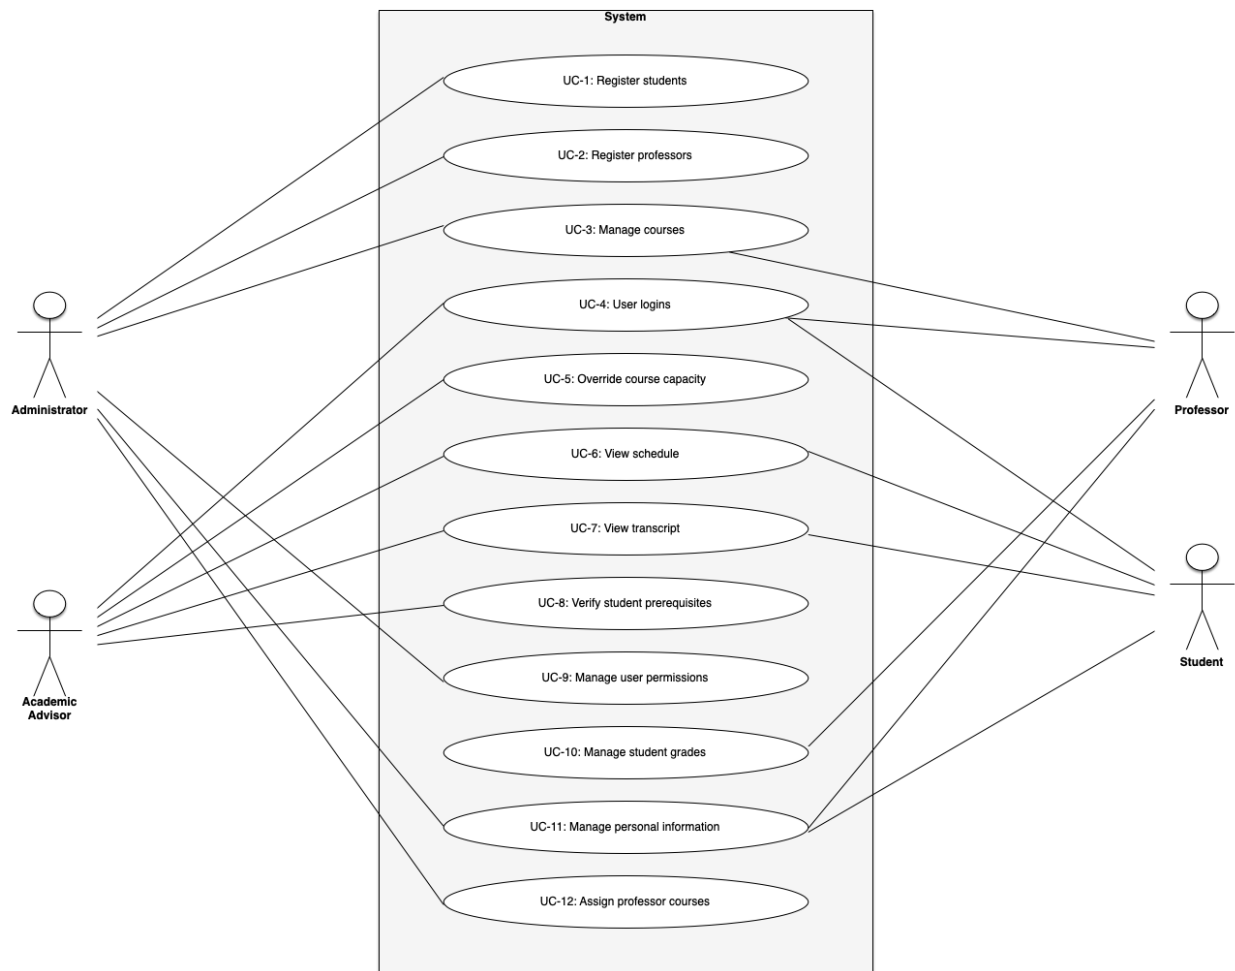 System
UC-1: Register students
UC-2: Register professors
UC-3: Manage courses
UC-4: User logins
UC-5: Override course capacity
Administrator
Professor
UC-6: View schedule
UC-7: View transcript
UC-8: Verify student prerequisites
Student
UC-9: Manage user permissions
Academic
Advisor
UC-10: Manage student grades
UC-11: Manage personal information
UC-12: Assign professor courses